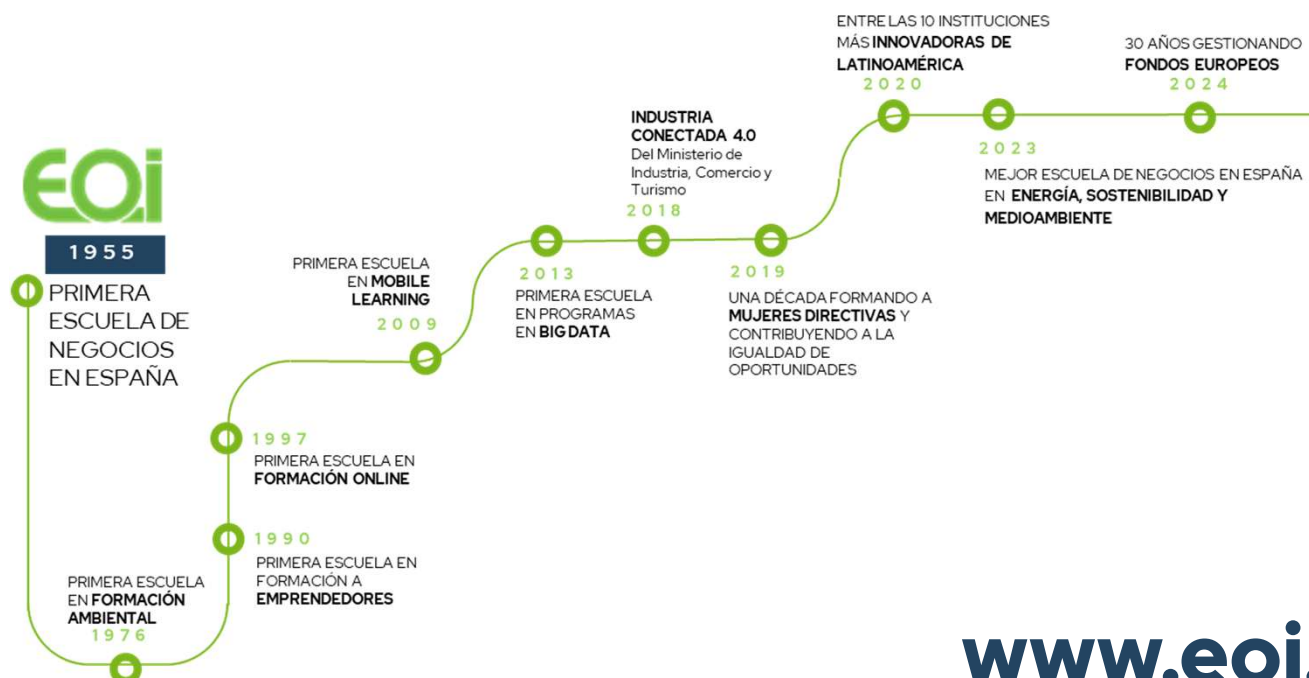 EOi
1955
PRIMERA
ESCUELA DE
NEGOCIOS
EN ESPAÑA
PRIMERA ESCUELA
EN FORMACIÓN
AMBIENTAL
1976
1990
PRIMERA ESCUELA EN
FORMACIÓN A
EMPRENDEDORES
1997
PRIMERA ESCUELA EN
FORMACIÓN ONLINE
PRIMERA ESCUELA
EN MOBILE
LEARNING
2009
2013
PRIMERA ESCUELA
EN PROGRAMAS
EN BIG DATA
INDUSTRIA
CONECTADA 4.0
Del Ministerio de
Industria, Comercio y
Turismo
2018
2019
UNA DÉCADA FORMANDO A
MUJERES DIRECTIVAS Y
CONTRIBUYENDO A LA
IGUALDAD DE
OPORTUNIDADES
ENTRE LAS 10 INSTITUCIONES
MÁS INNOVADORAS DE
LATINOAMÉRICA
2020
2023
MEJOR ESCUELA DE NEGOCIOS EN ESPAÑA
EN ENERGÍA, SOSTENIBILIDAD Y
MEDIOAMBIENTE
30 AÑOS GESTIONANDO
FONDOS EUROPEOS
2024
www.eoi.